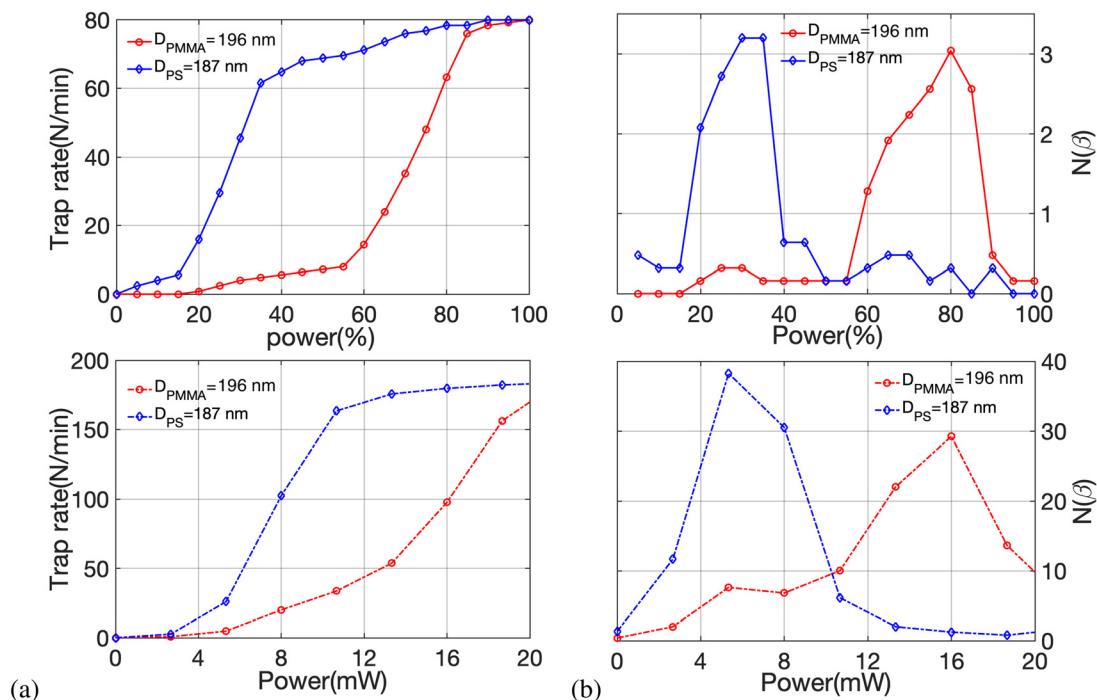 80
60
40
20
0
Trap rate(N/min)
D_PMMA=196 nm
D_PS=187 nm
0 20 40 60 80 100
power(%)
D_PMMA=196 nm
D_PS=187 nm
3
2
1
0
N(β)
0 20 40 60 80 100
Power(%)
200
150
100
50
0
Trap rate(N/min)
D_PMMA=196 nm
D_PS=187 nm
0 4 8 12 16 20
Power(mW)
(a)
D_PMMA=196 nm
D_PS=187 nm
40
30
20
10
0
N(β)
0 4 8 12 16 20
Power(mW)
(b)